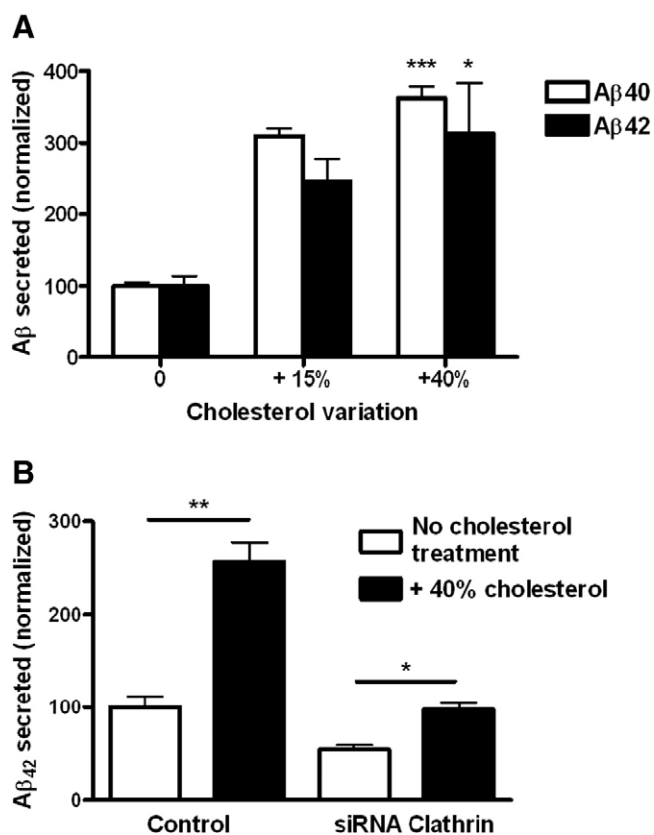 A
Aβ secreted (normalized)
400
300
200
100
0
*** *
Aβ40
Aβ42
0 + 15% +40%
Cholesterol variation
B
Aβ42 secreted (normalized)
300
200
100
0
**
*
No cholesterol
treatment
+ 40% cholesterol
Control siRNA Clathrin